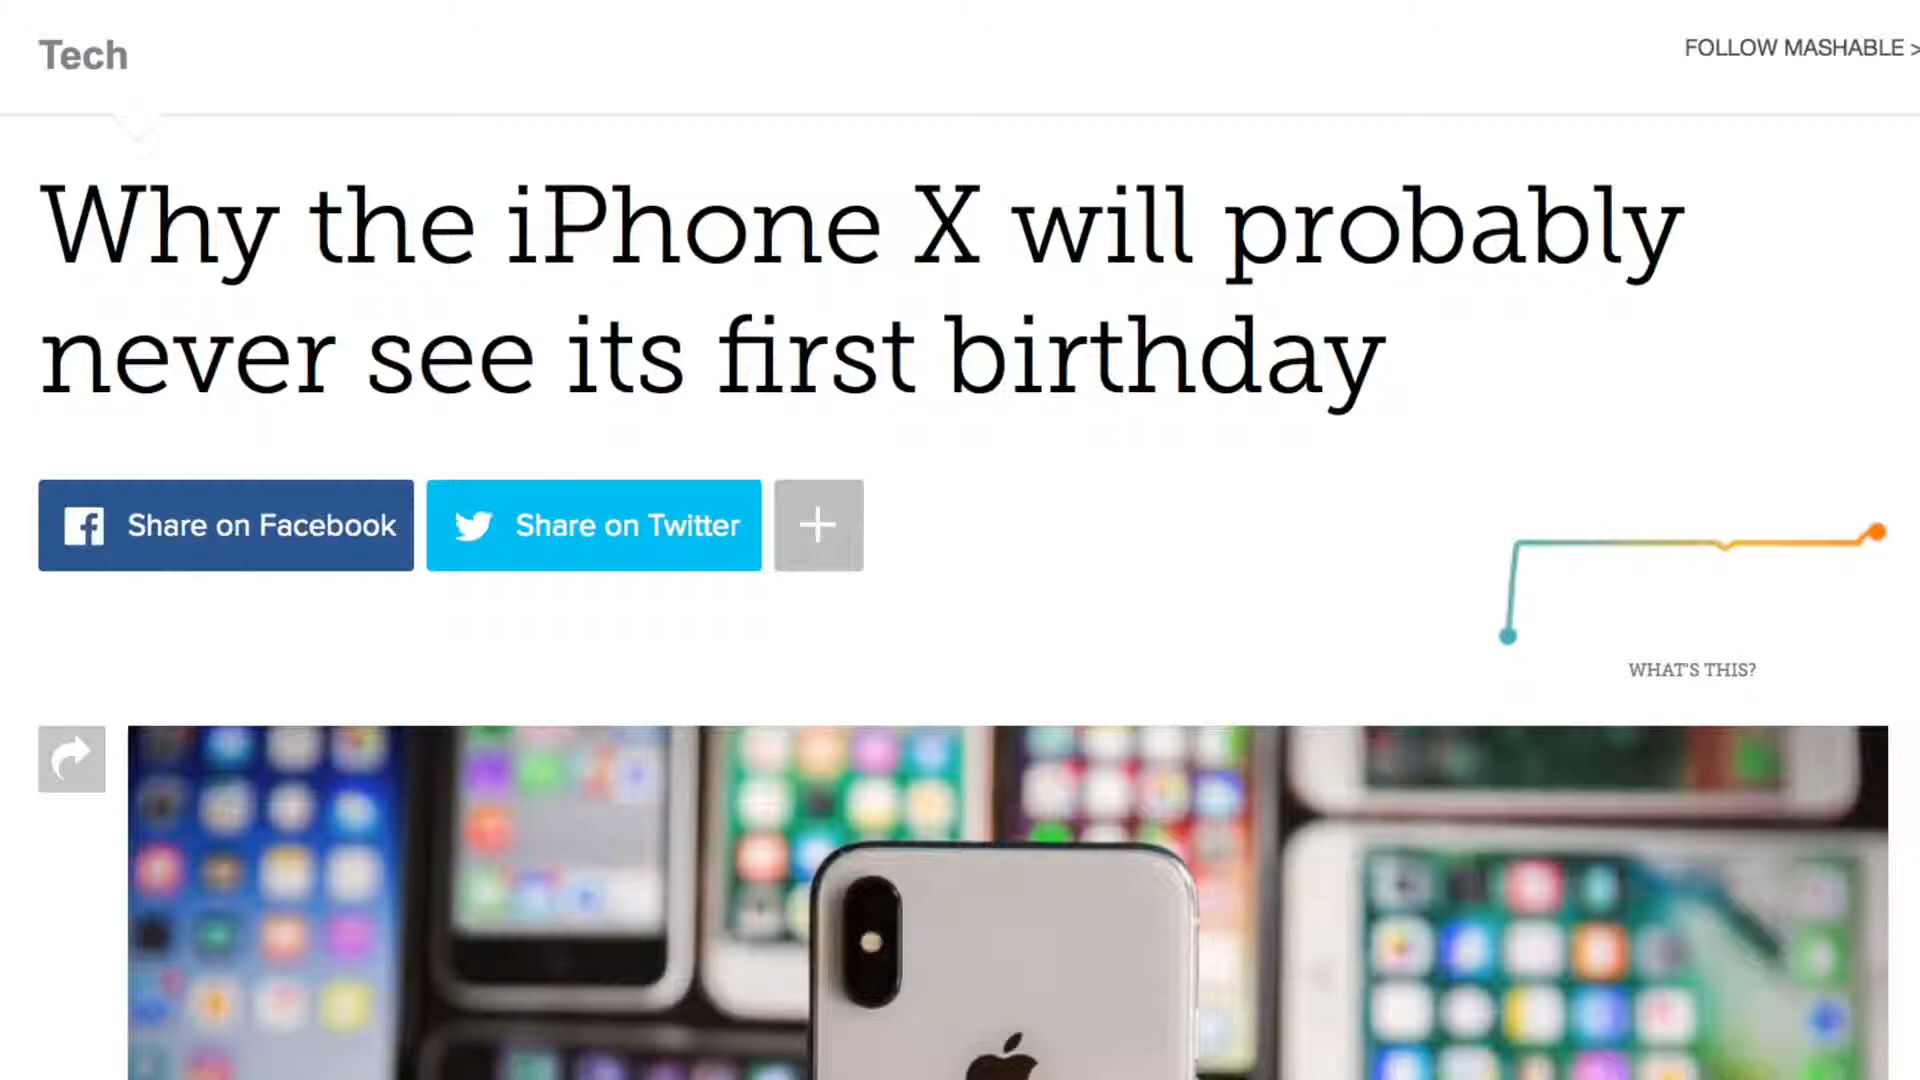 Tech
FOLLOW MASHABLE >
Why the iPhone X will probably
never see its first birthday
Share on Facebook
Share on Twitter
+
WHAT'S THIS?